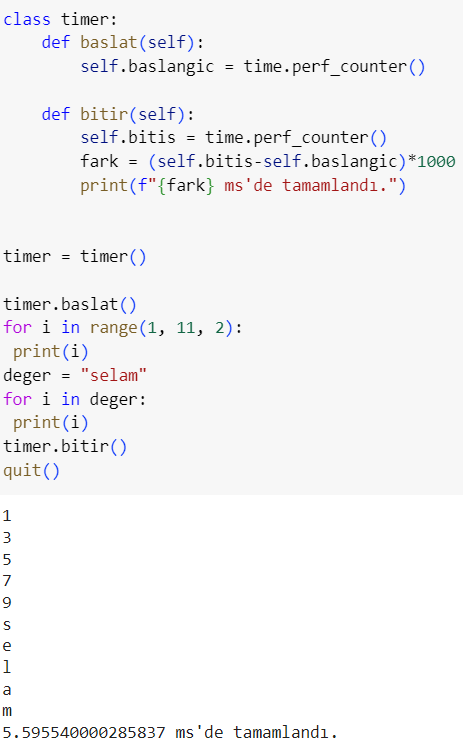 class timer:
    def baslat(self):
        self.baslangic = time.perf_counter()

    def bitir(self):
        self.bitis = time.perf_counter()
        fark = (self.bitis-self.baslangic)*1000
        print(f"{fark} ms'de tamamlandı.")


timer = timer()

timer.baslat()
for i in range(1, 11, 2):
 print(i)
deger = "selam"
for i in deger:
 print(i)
timer.bitir()
quit()
1
3
5
7
9
s
e
l
a
m
5.595540000285837 ms'de tamamlandı.